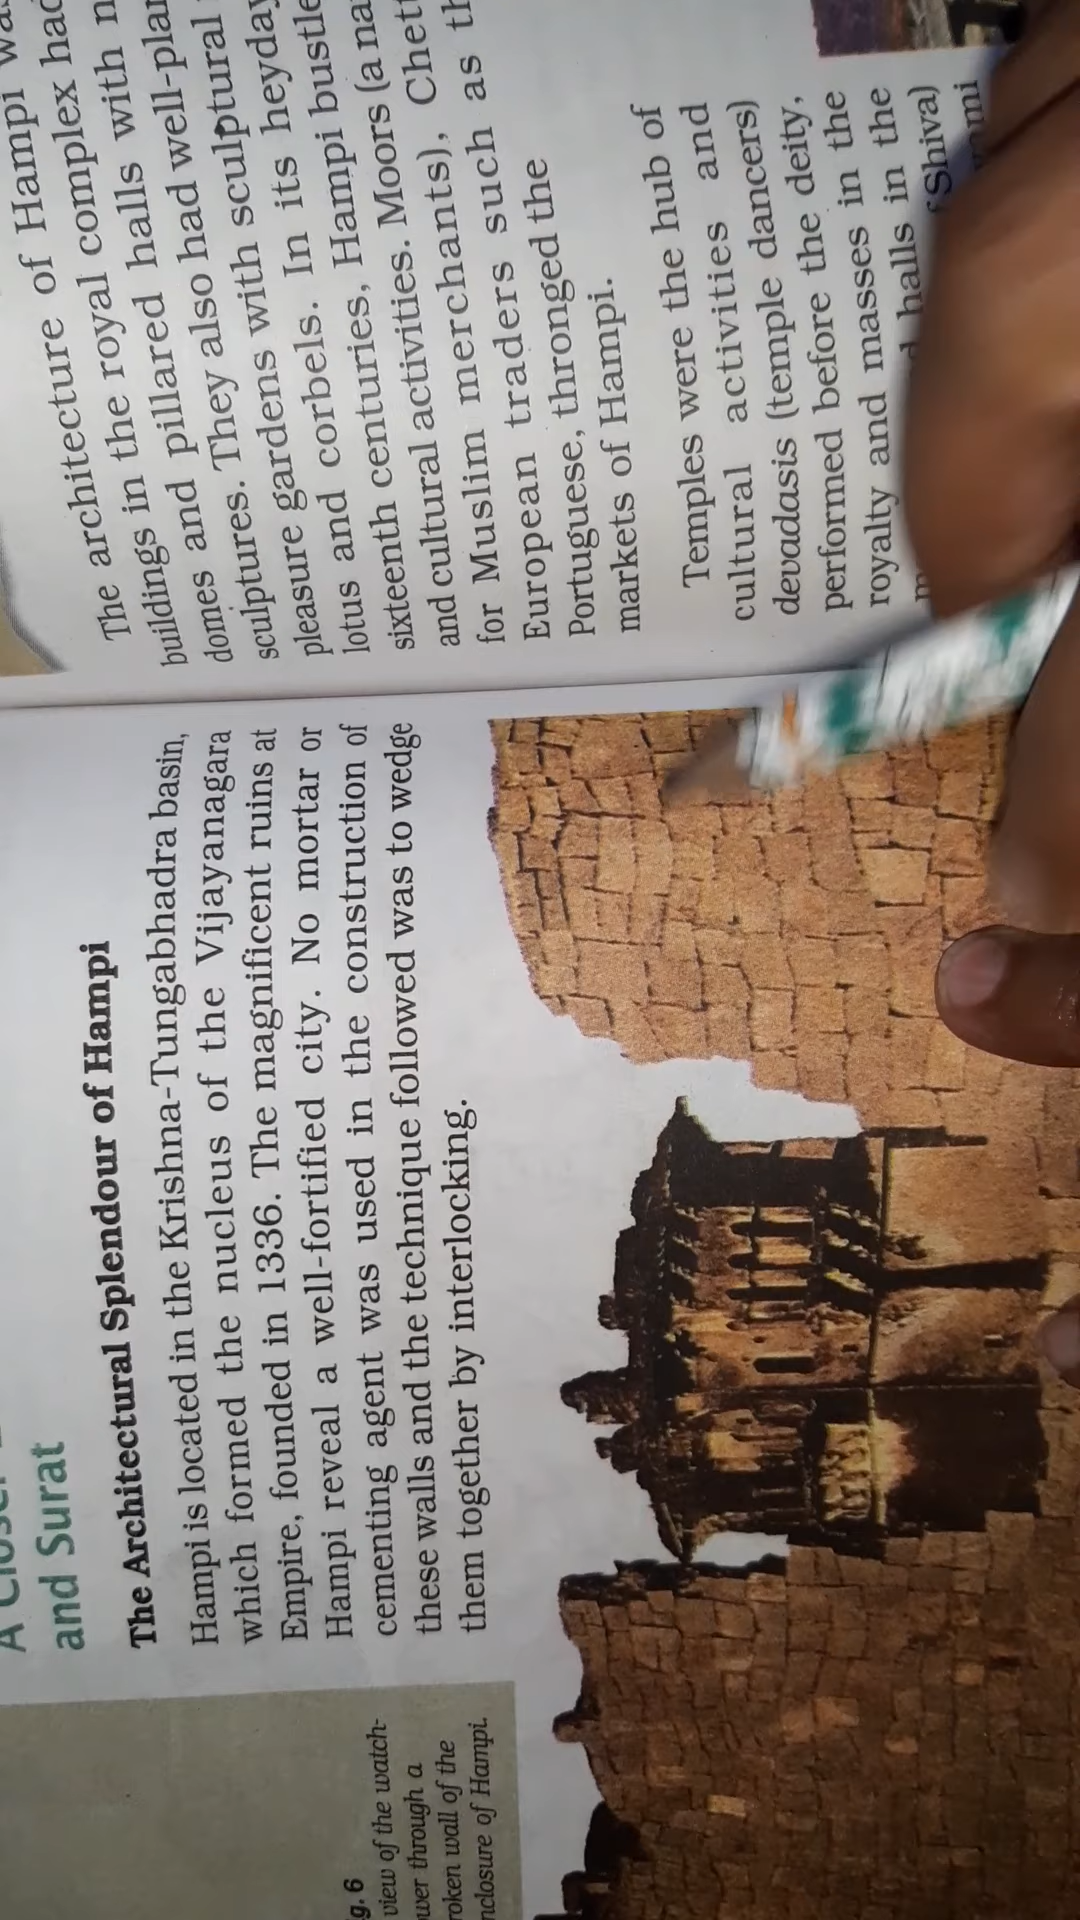 and Surat
The Architectural Splendour of Hampi
Hampi is located in the Krishna-Tungabhadra basin,
which formed the nucleus of the Vijayanagara
Empire, founded in 1336. The magnificent ruins at
Hampi reveal a well-fortified city. No mortar or
cementing agent was used in the construction of
these walls and the technique followed was to wedge
them together by interlocking.
g. 6
view of the watch-
wer through a
roken wall of the
nclosure of Hampi.
architecture of Hampi
The
buildings in the royal complex had
domes and pillared halls with
sculptures. They also had well-plan
pleasure gardens with sculptural
lotus and corbels. In its heyday
sixteenth centuries, Hampi bustle
and cultural activities. Moors (a na
for Muslim merchants), Chett
European traders such as th
Portuguese, thronged the
markets of Hampi.
Temples were the hub of
cultural activities and
devadasis (temple dancers)
performed before the deity,
royalty and masses in the
halls in the
(Shiva)